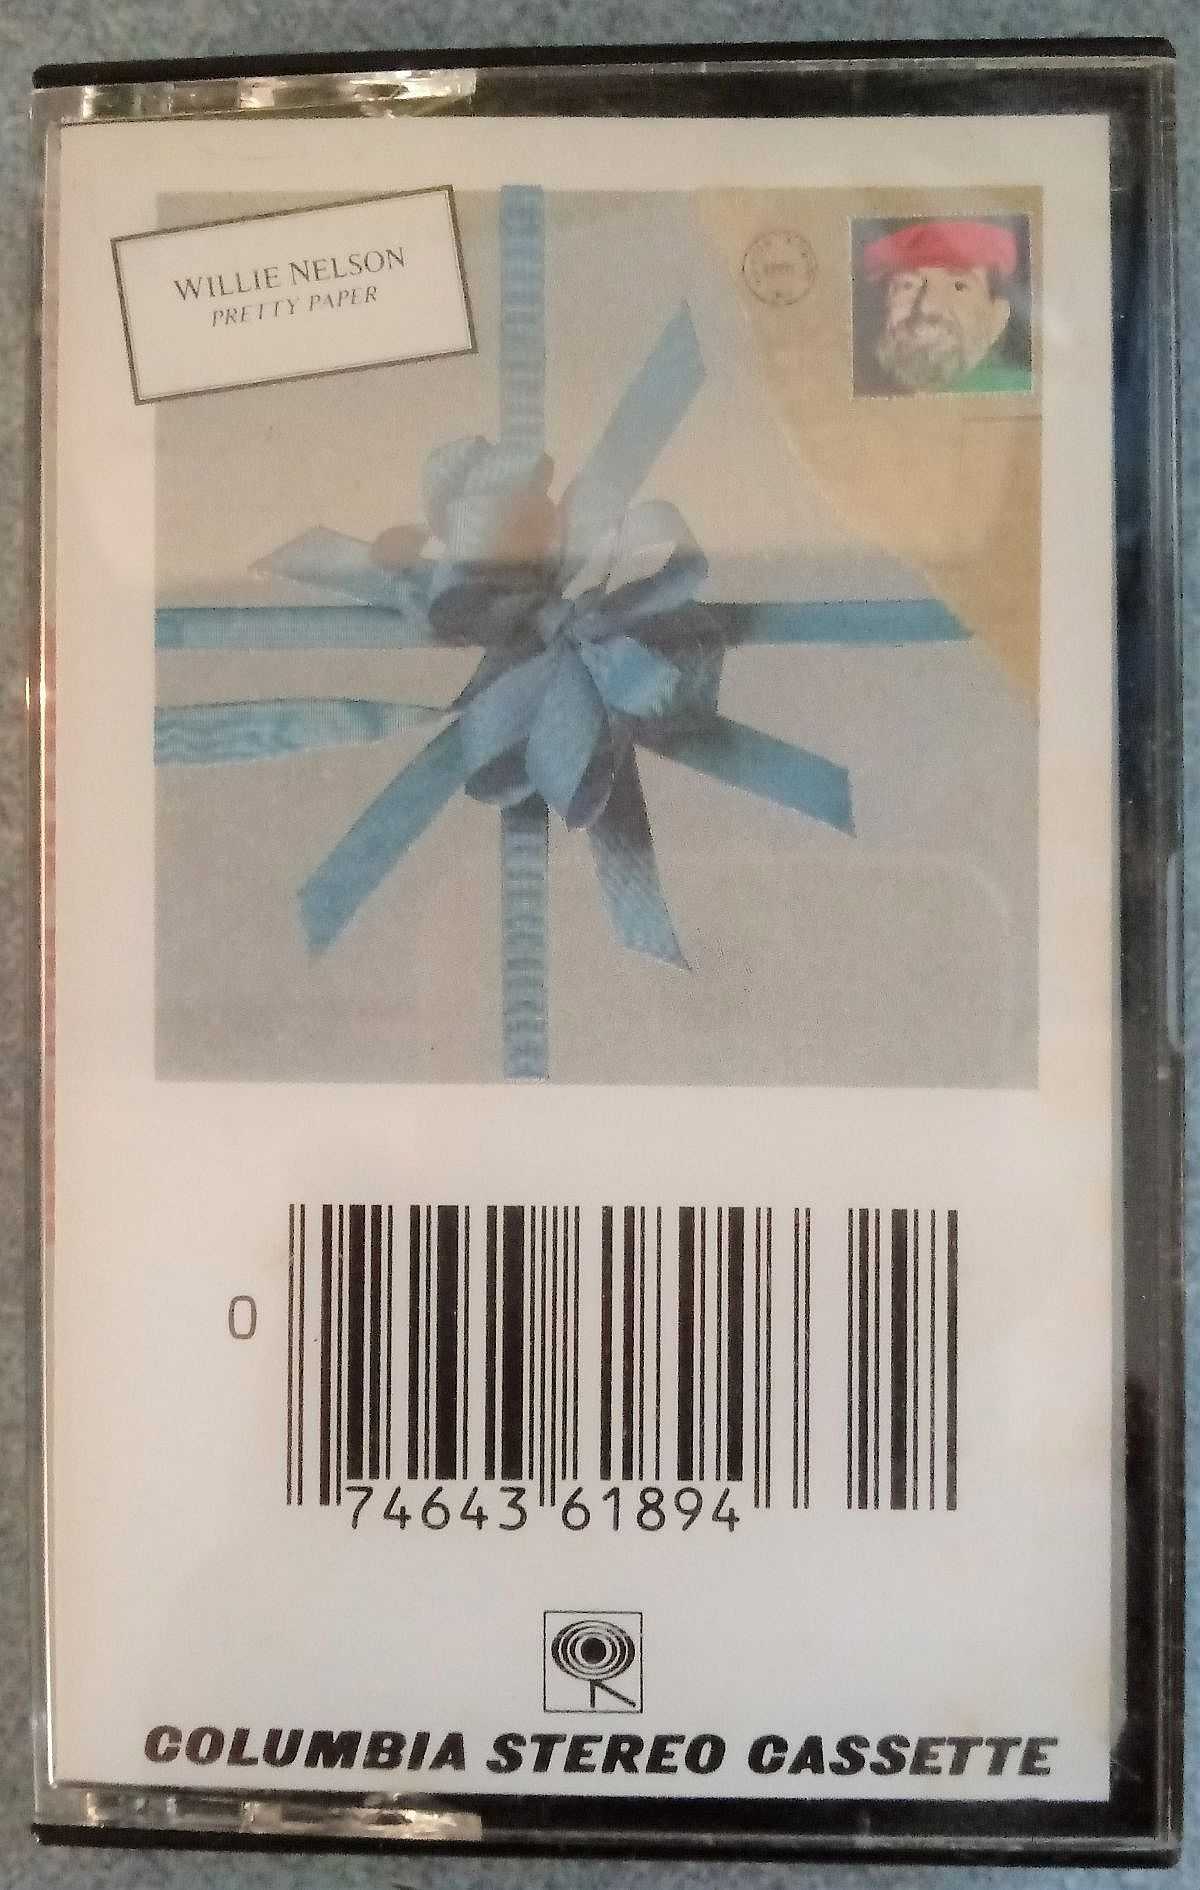 WILLIE NELSON
PRETTY PAPER
0
74643 61894
COLUMBIA STEREO CASSETTE